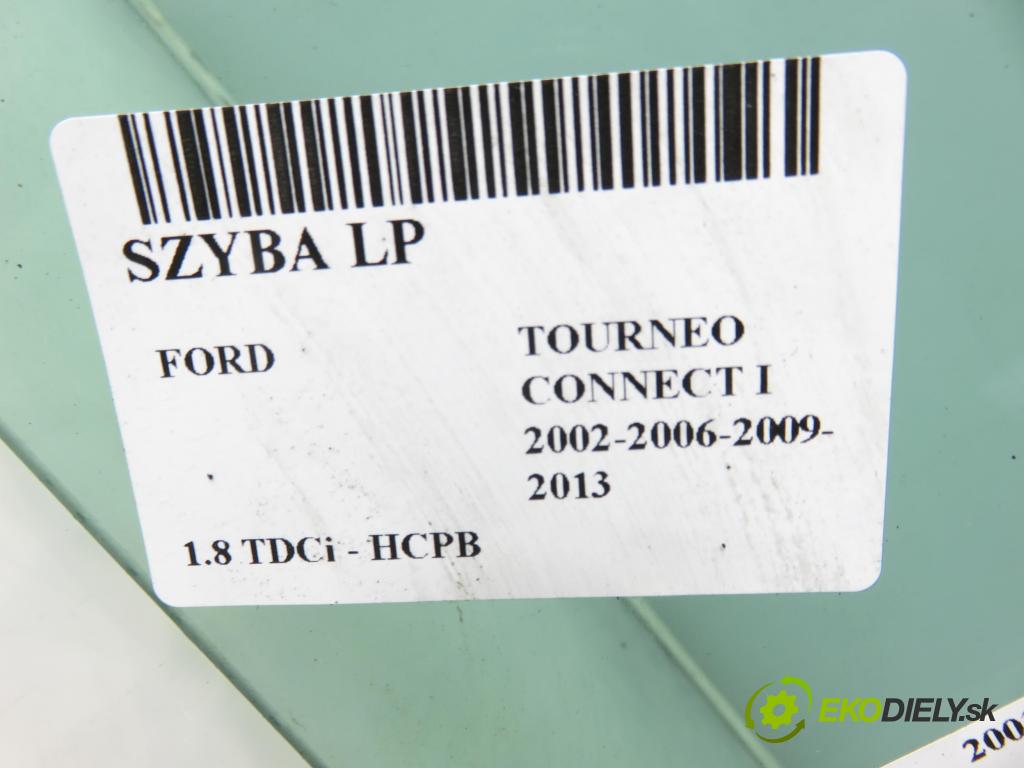 SZYBA LP
FORD
TOURNEO
CONNECT I
2002-2006-2009-
2013
1.8 TDCi - HCPB
EKODIELY.sk